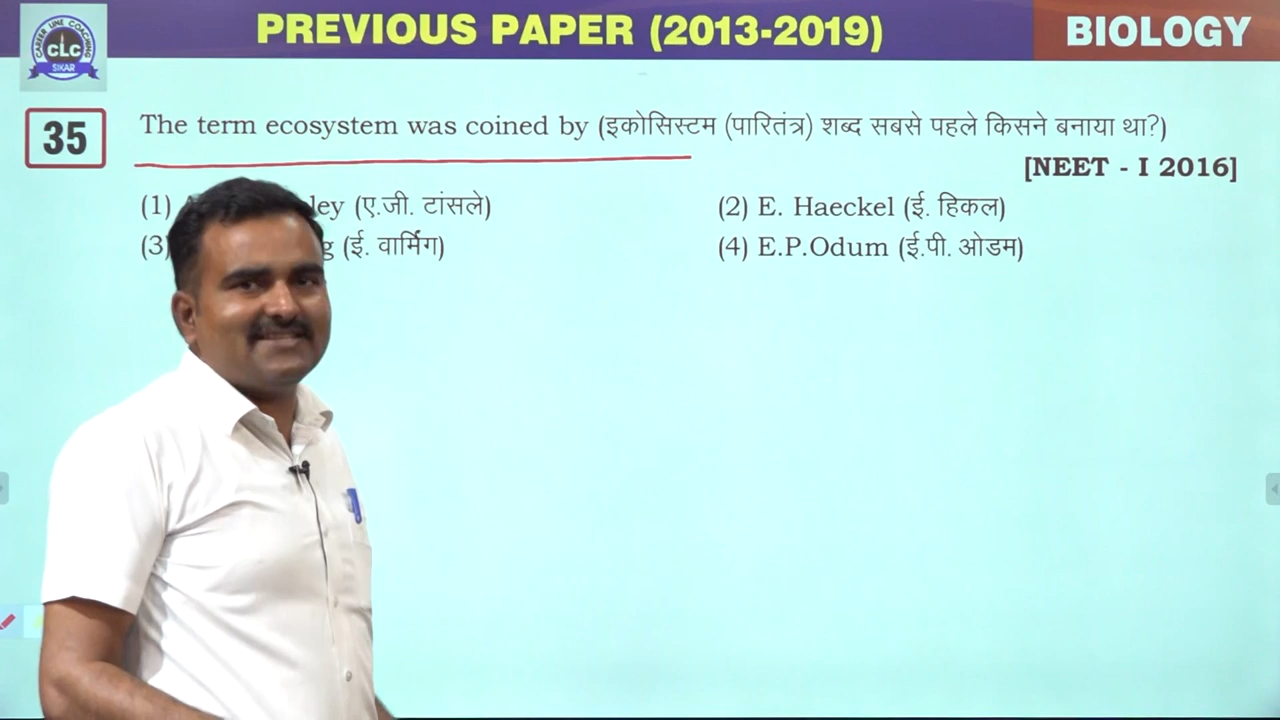 PREVIOUS PAPER (2013-2019)
BIOLOGY
CAREER LINE COACHING
CLC
SIKAR
35
The term ecosystem was coined by (इकोसिस्टम (पारितंत्र) शब्द सबसे पहले किसने बनाया था?)
[NEET - I 2016]
(1) ley (ए.जी. टांसले)
(2) E. Haeckel (ई. हिकल)
(3) g (ई. वार्मिंग)
(4) E.P.Odum (ई.पी. ओडम)